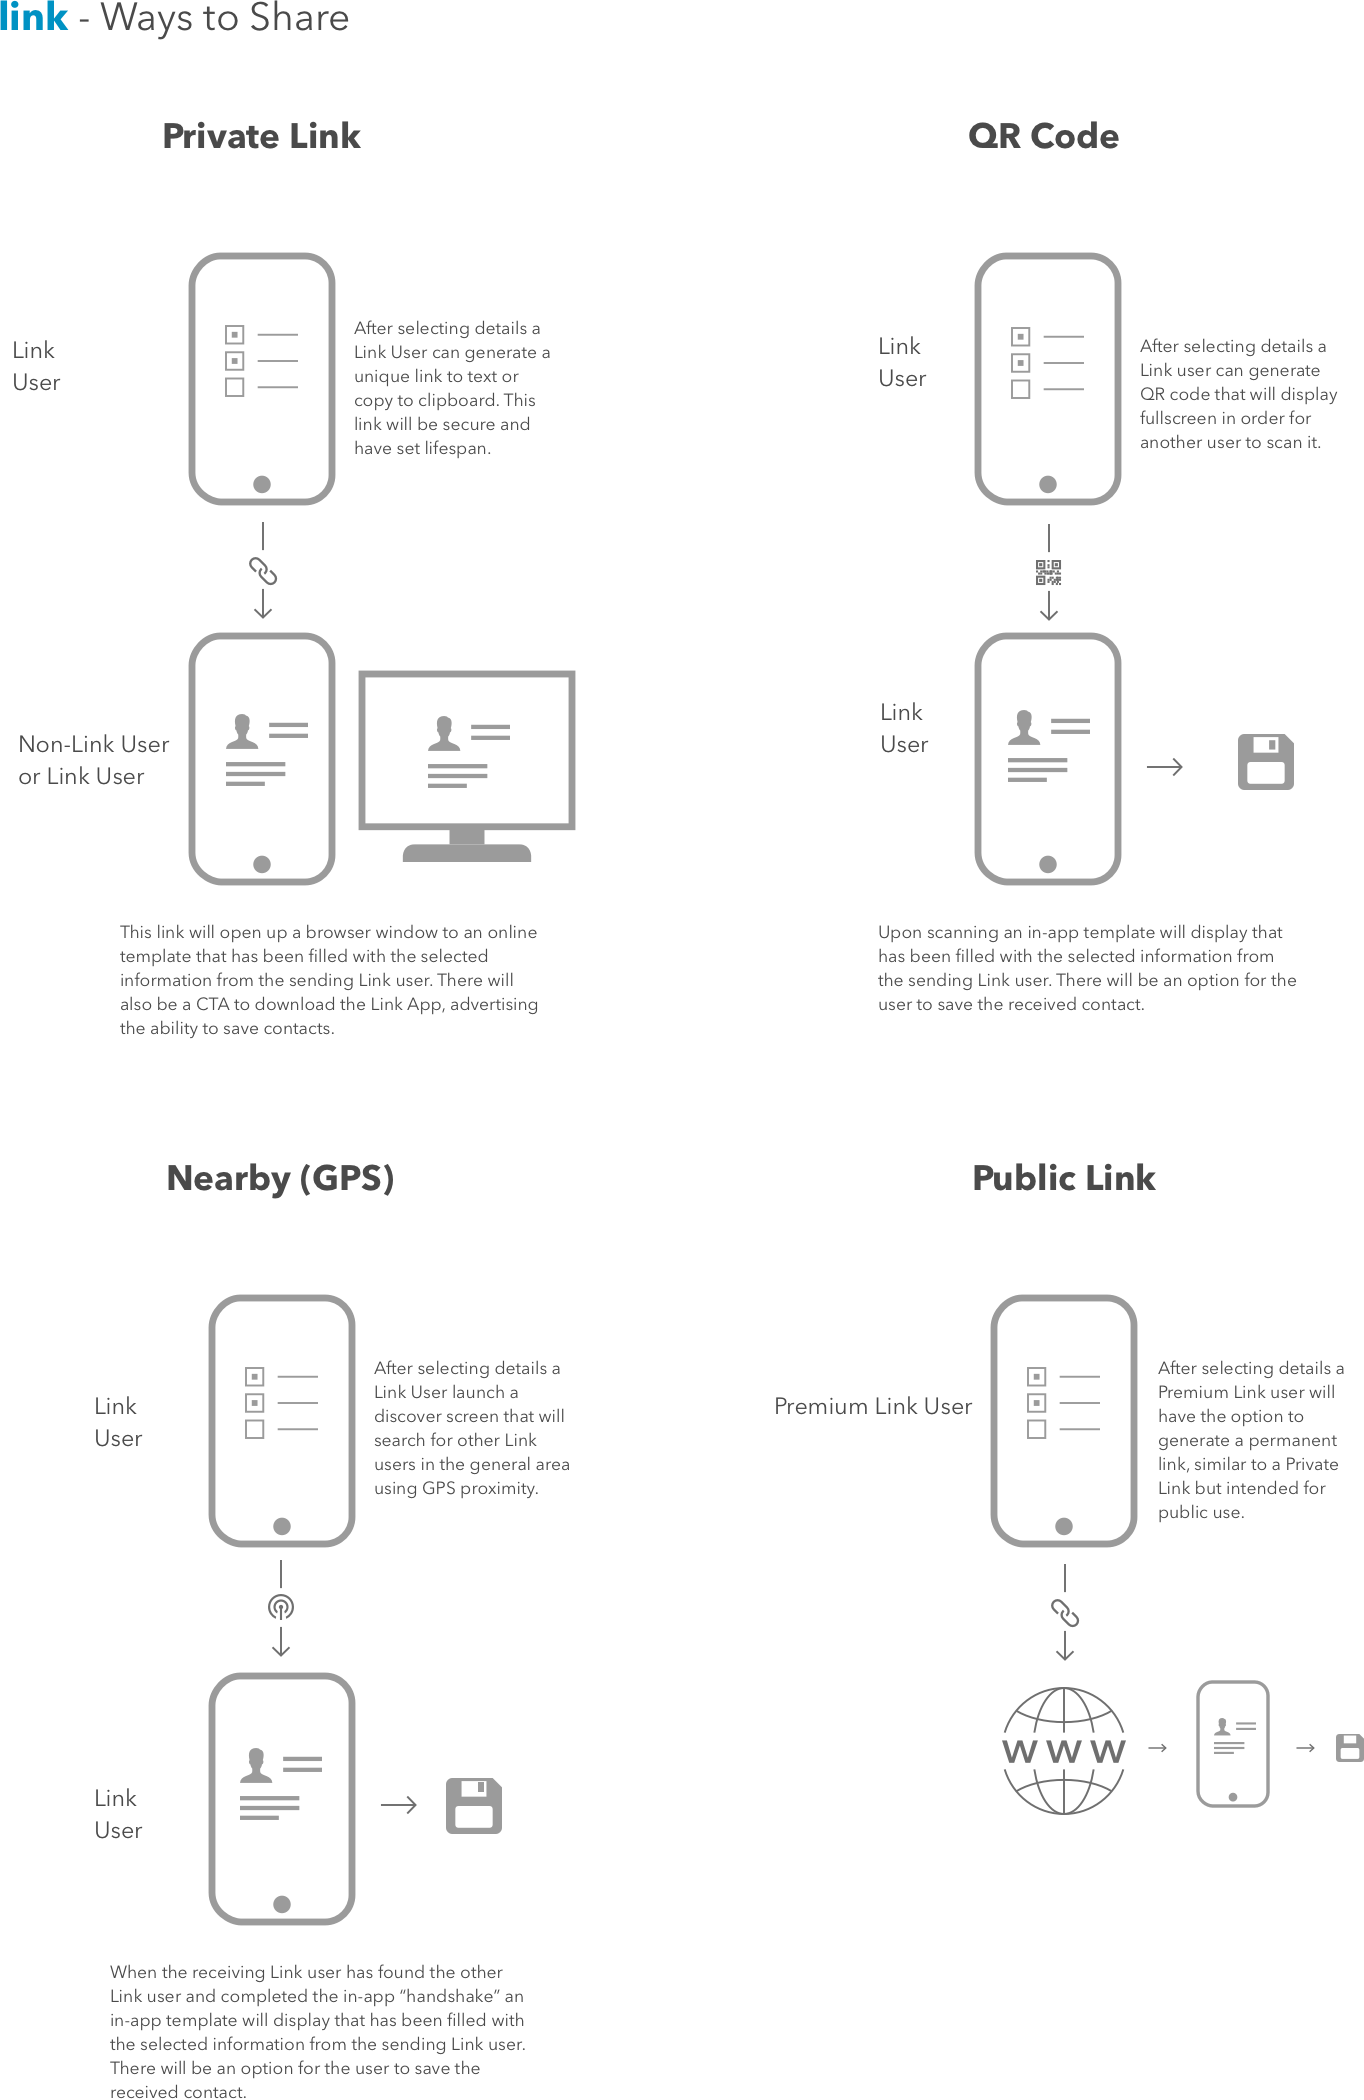 link - Ways to Share
Private Link
Link
User
After selecting details a
Link User can generate a
unique link to text or
copy to clipboard. This
link will be secure and
have set lifespan.
Non-Link User
or Link User
This link will open up a browser window to an online
template that has been filled with the selected
information from the sending Link user. There will
also be a CTA to download the Link App, advertising
the ability to save contacts.
QR Code
Link
User
After selecting details a
Link user can generate
QR code that will display
fullscreen in order for
another user to scan it.
Link
User
Upon scanning an in-app template will display that
has been filled with the selected information from
the sending Link user. There will be an option for the
user to save the received contact.
Nearby (GPS)
Link
User
After selecting details a
Link User launch a
discover screen that will
search for other Link
users in the general area
using GPS proximity.
Link
User
When the receiving Link user has found the other
Link user and completed the in-app “handshake” an
in-app template will display that has been filled with
the selected information from the sending Link user.
There will be an option for the user to save the
received contact.
Public Link
Premium Link User
After selecting details a
Premium Link user will
have the option to
generate a permanent
link, similar to a Private
Link but intended for
public use.
WWW